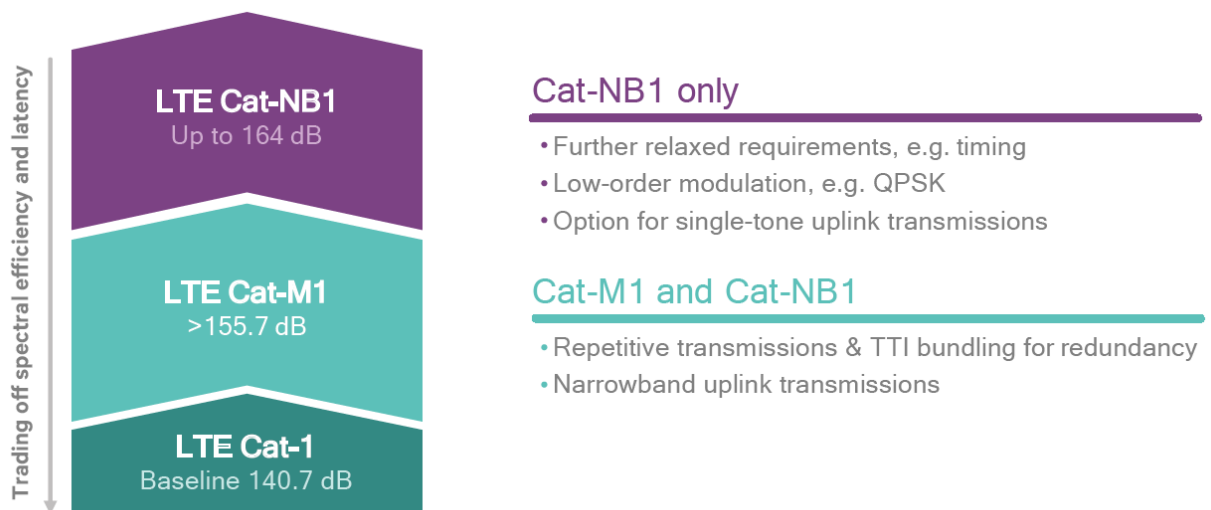 Trading off spectral efficiency and latency
LTE Cat-NB1
Up to 164 dB
LTE Cat-M1
>155.7 dB
LTE Cat-1
Baseline 140.7 dB
Cat-NB1 only
• Further relaxed requirements, e.g. timing
• Low-order modulation, e.g. QPSK
• Option for single-tone uplink transmissions
Cat-M1 and Cat-NB1
• Repetitive transmissions & TTI bundling for redundancy
• Narrowband uplink transmissions